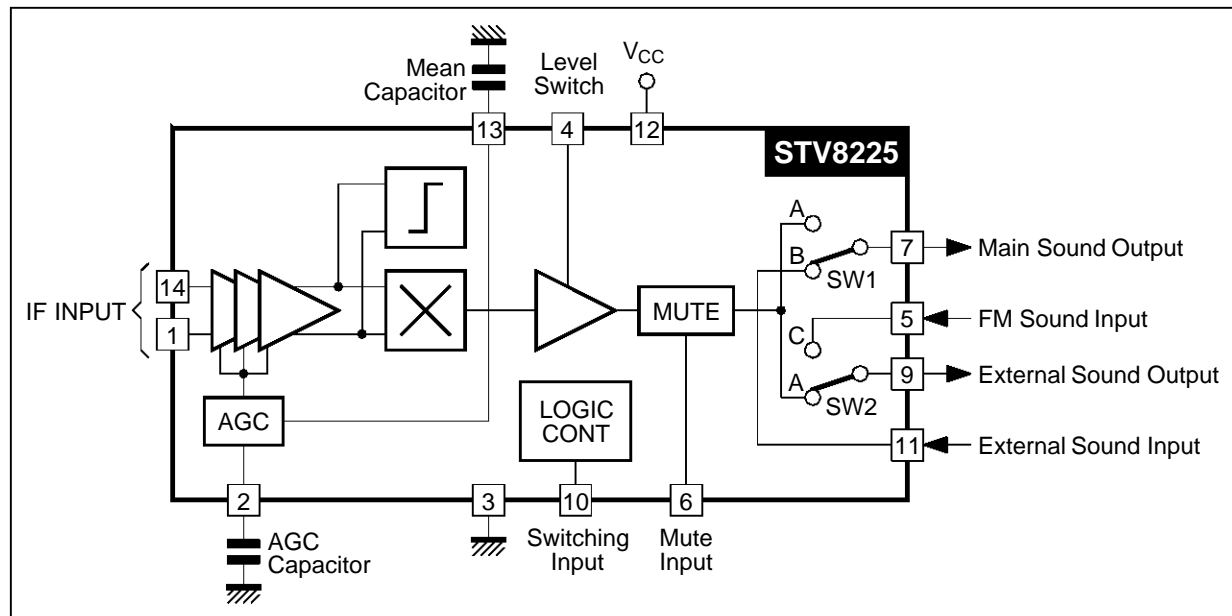 Mean
Capacitor
Level
Switch
VCC
13
4
12
STV8225
A
B
SW1
7
Main Sound Output
IF INPUT
14
1
MUTE
5
FM Sound Input
C
A
SW2
9
External Sound Output
AGC
LOGIC
CONT
11
External Sound Input
2
3
10
6
AGC
Capacitor
Switching
Input
Mute
Input